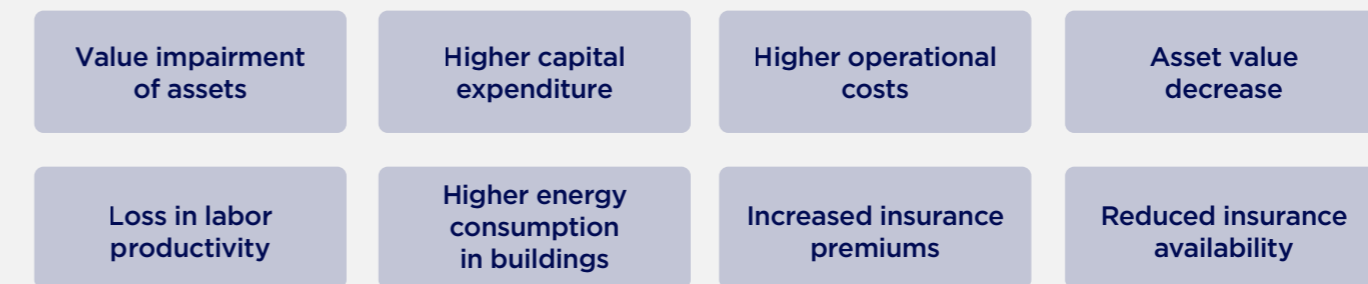 Value impairment
of assets
Higher capital
expenditure
Higher operational
costs
Asset value
decrease
Loss in labor
productivity
Higher energy
consumption
in buildings
Increased insurance
premiums
Reduced insurance
availability